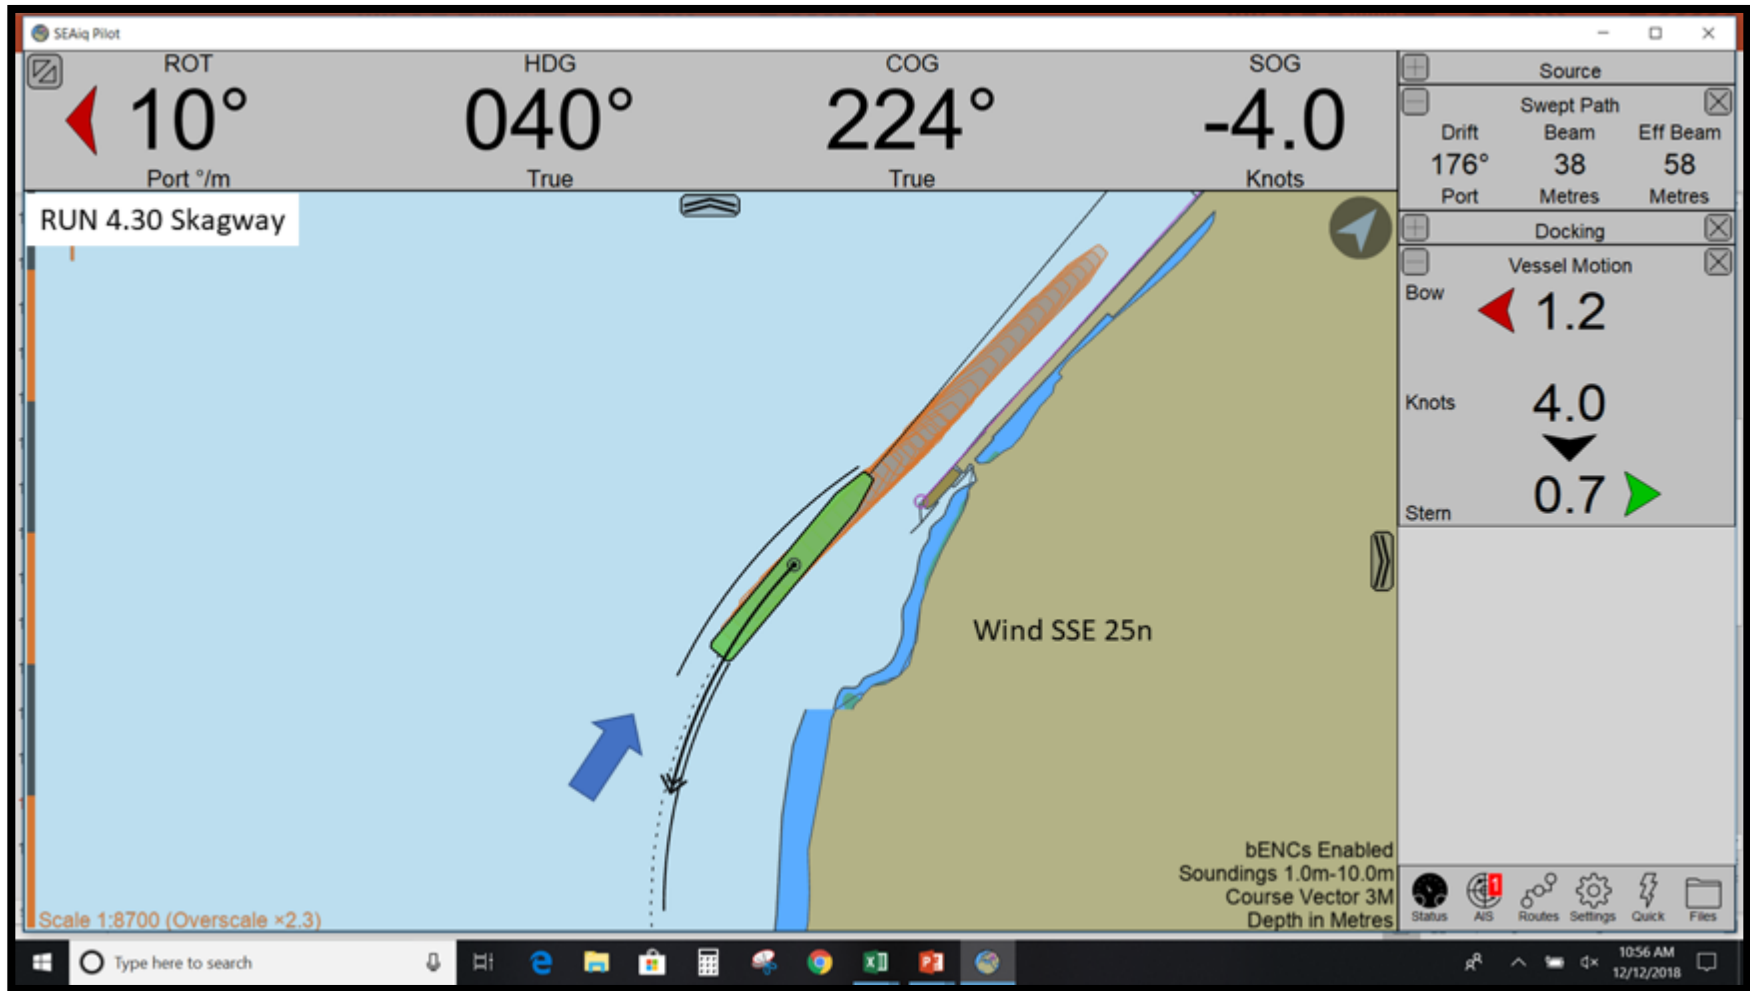 SEAiq Pilot
ROT HDG COG SOG
10° 040° 224° -4.0
Port °/m True True Knots
RUN 4.30 Skagway
Source
Swept Path
Drift Beam Eff Beam
176° 38 58
Port Metres Metres
Docking
Vessel Motion
Bow 1.2
Knots 4.0
Stern 0.7
Wind SSE 25n
bENCs Enabled
Soundings 1.0m-10.0m
Course Vector 3M
Depth in Metres
Scale 1:8700 (Overscale ×2.3)
1
Status AIS Routes Settings Quick Files
Type here to search
10:56 AM
12/12/2018